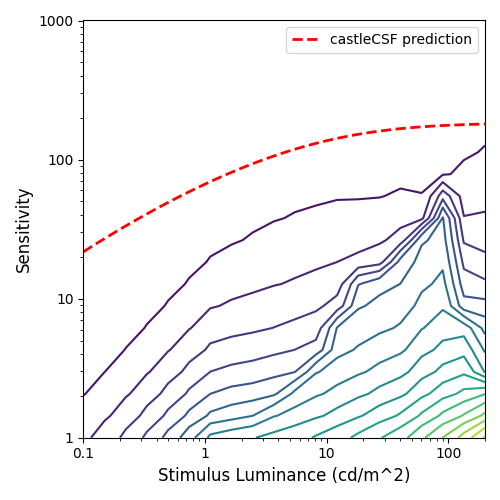 1000
castleCSF prediction
100
Sensitivity
10
1
0.1 1 10 100
Stimulus Luminance (cd/m^2)